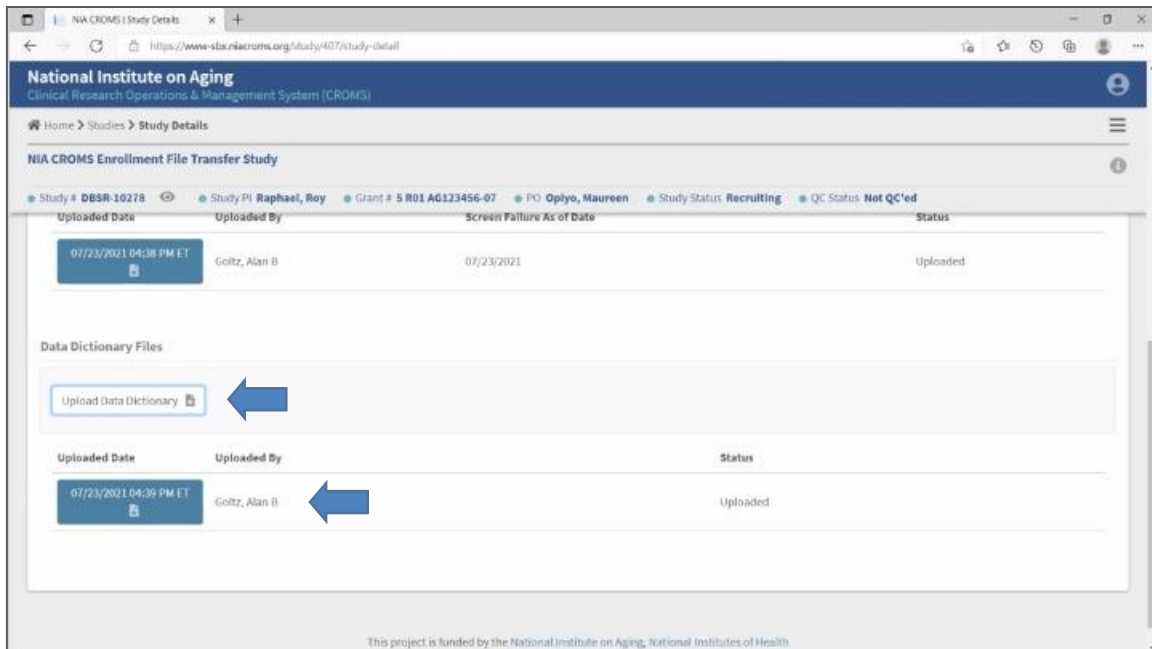 NIA CROMS | Study Details
https://www-sbx.niacroms.org/study/407/study-detail
National Institute on Aging
Clinical Research Operations & Management System (CROMS)
Home > Studies > Study Details
NIA CROMS Enrollment File Transfer Study
Study # DBSR-10278 Study PI Raphael, Roy Grant # 5 R01 AG123456-07 PO Opiyo, Maureen Study Status Recruiting QC Status Not QC'ed
Uploaded Date Uploaded By Screen Failure As of Date Status
07/23/2021 04:38 PM ET Goltz, Alan B 07/23/2021 Uploaded
Data Dictionary Files
Upload Data Dictionary
Uploaded Date Uploaded By Status
07/23/2021 04:39 PM ET Goltz, Alan B Uploaded
This project is funded by the National Institute on Aging, National Institutes of Health